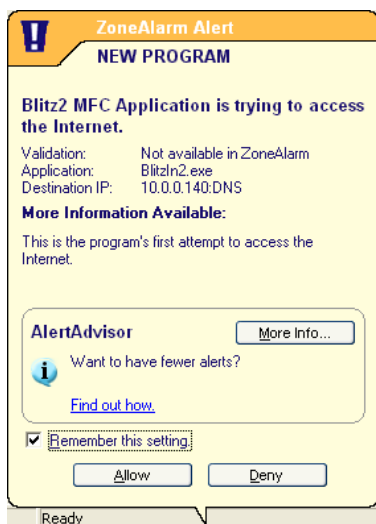 ZoneAlarm Alert
NEW PROGRAM
Blitz2 MFC Application is trying to access
the Internet.
Validation: Not available in ZoneAlarm
Application: BlitzIn2.exe
Destination IP: 10.0.0.140:DNS
More Information Available:
This is the program's first attempt to access the
Internet.
AlertAdvisor More Info...
Want to have fewer alerts?
Find out how.
Remember this setting.
Allow Deny
Ready